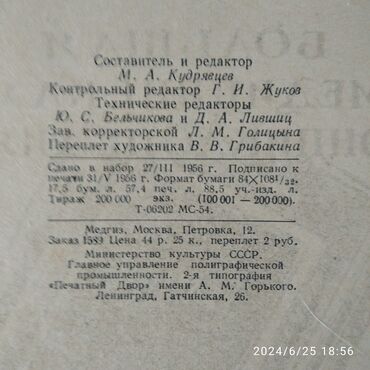 Составитель и редактор
М. А. Кудрявцев
Контрольный редактор Г. И. Жуков
Технические редакторы
Ю. С. Бельчикова и Д. А. Лившиц
Зав. корректорской Л. М. Голицына
Переплет художника В. В. Грибакина
Сдано в набор 27/III 1956 г. Подписано к
печати 31/V 1956 г. Формат бумаги 84×108¹/₃₂.
17,5 бум. л. 57,4 печ. л. 88,5 уч.-изд. л.
Тираж 200 000 экз. (100 001 — 200 000).
Т-06202 МС-54.
Медгиз, Москва, Петровка, 12.
Заказ 1589 Цена 44 р. 25 к., переплет 2 руб.
Министерство культуры СССР.
Главное управление полиграфической
промышленности. 2-я типография
«Печатный Двор» имени А. М. Горького.
Ленинград, Гатчинская, 26.
2024/6/25 18:56